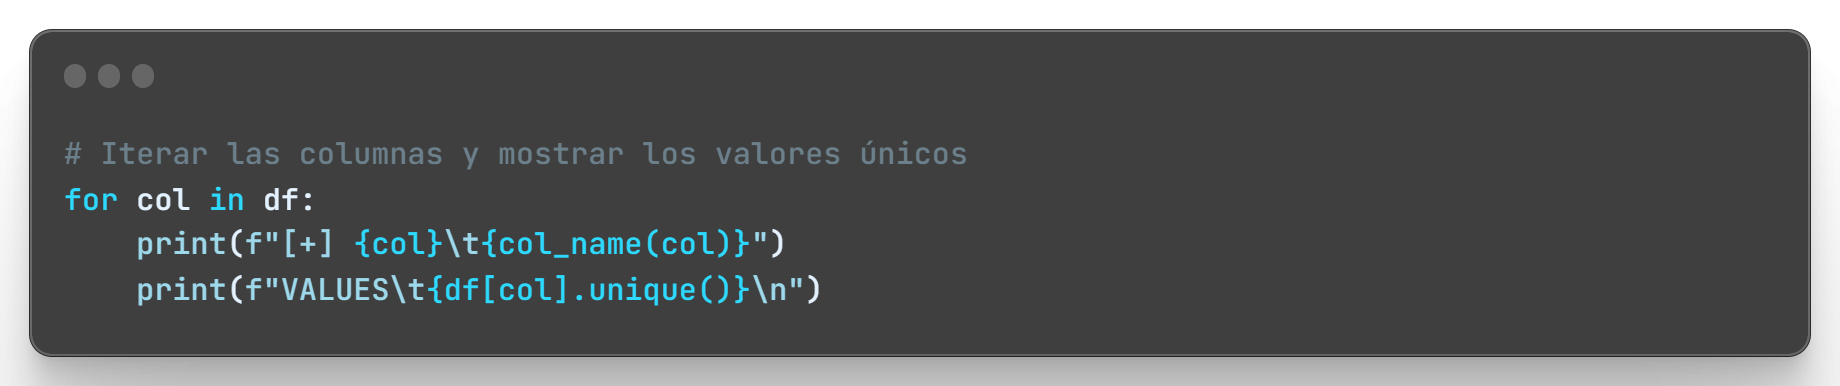 # Iterar las columnas y mostrar los valores únicos
for col in df:
    print(f"[+] {col}\t{col_name(col)}")
    print(f"VALUES\t{df[col].unique()}\n")